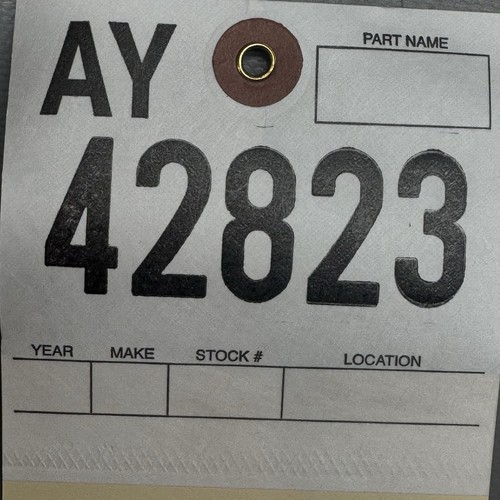 AY
PART NAME
42823
YEAR MAKE STOCK # LOCATION